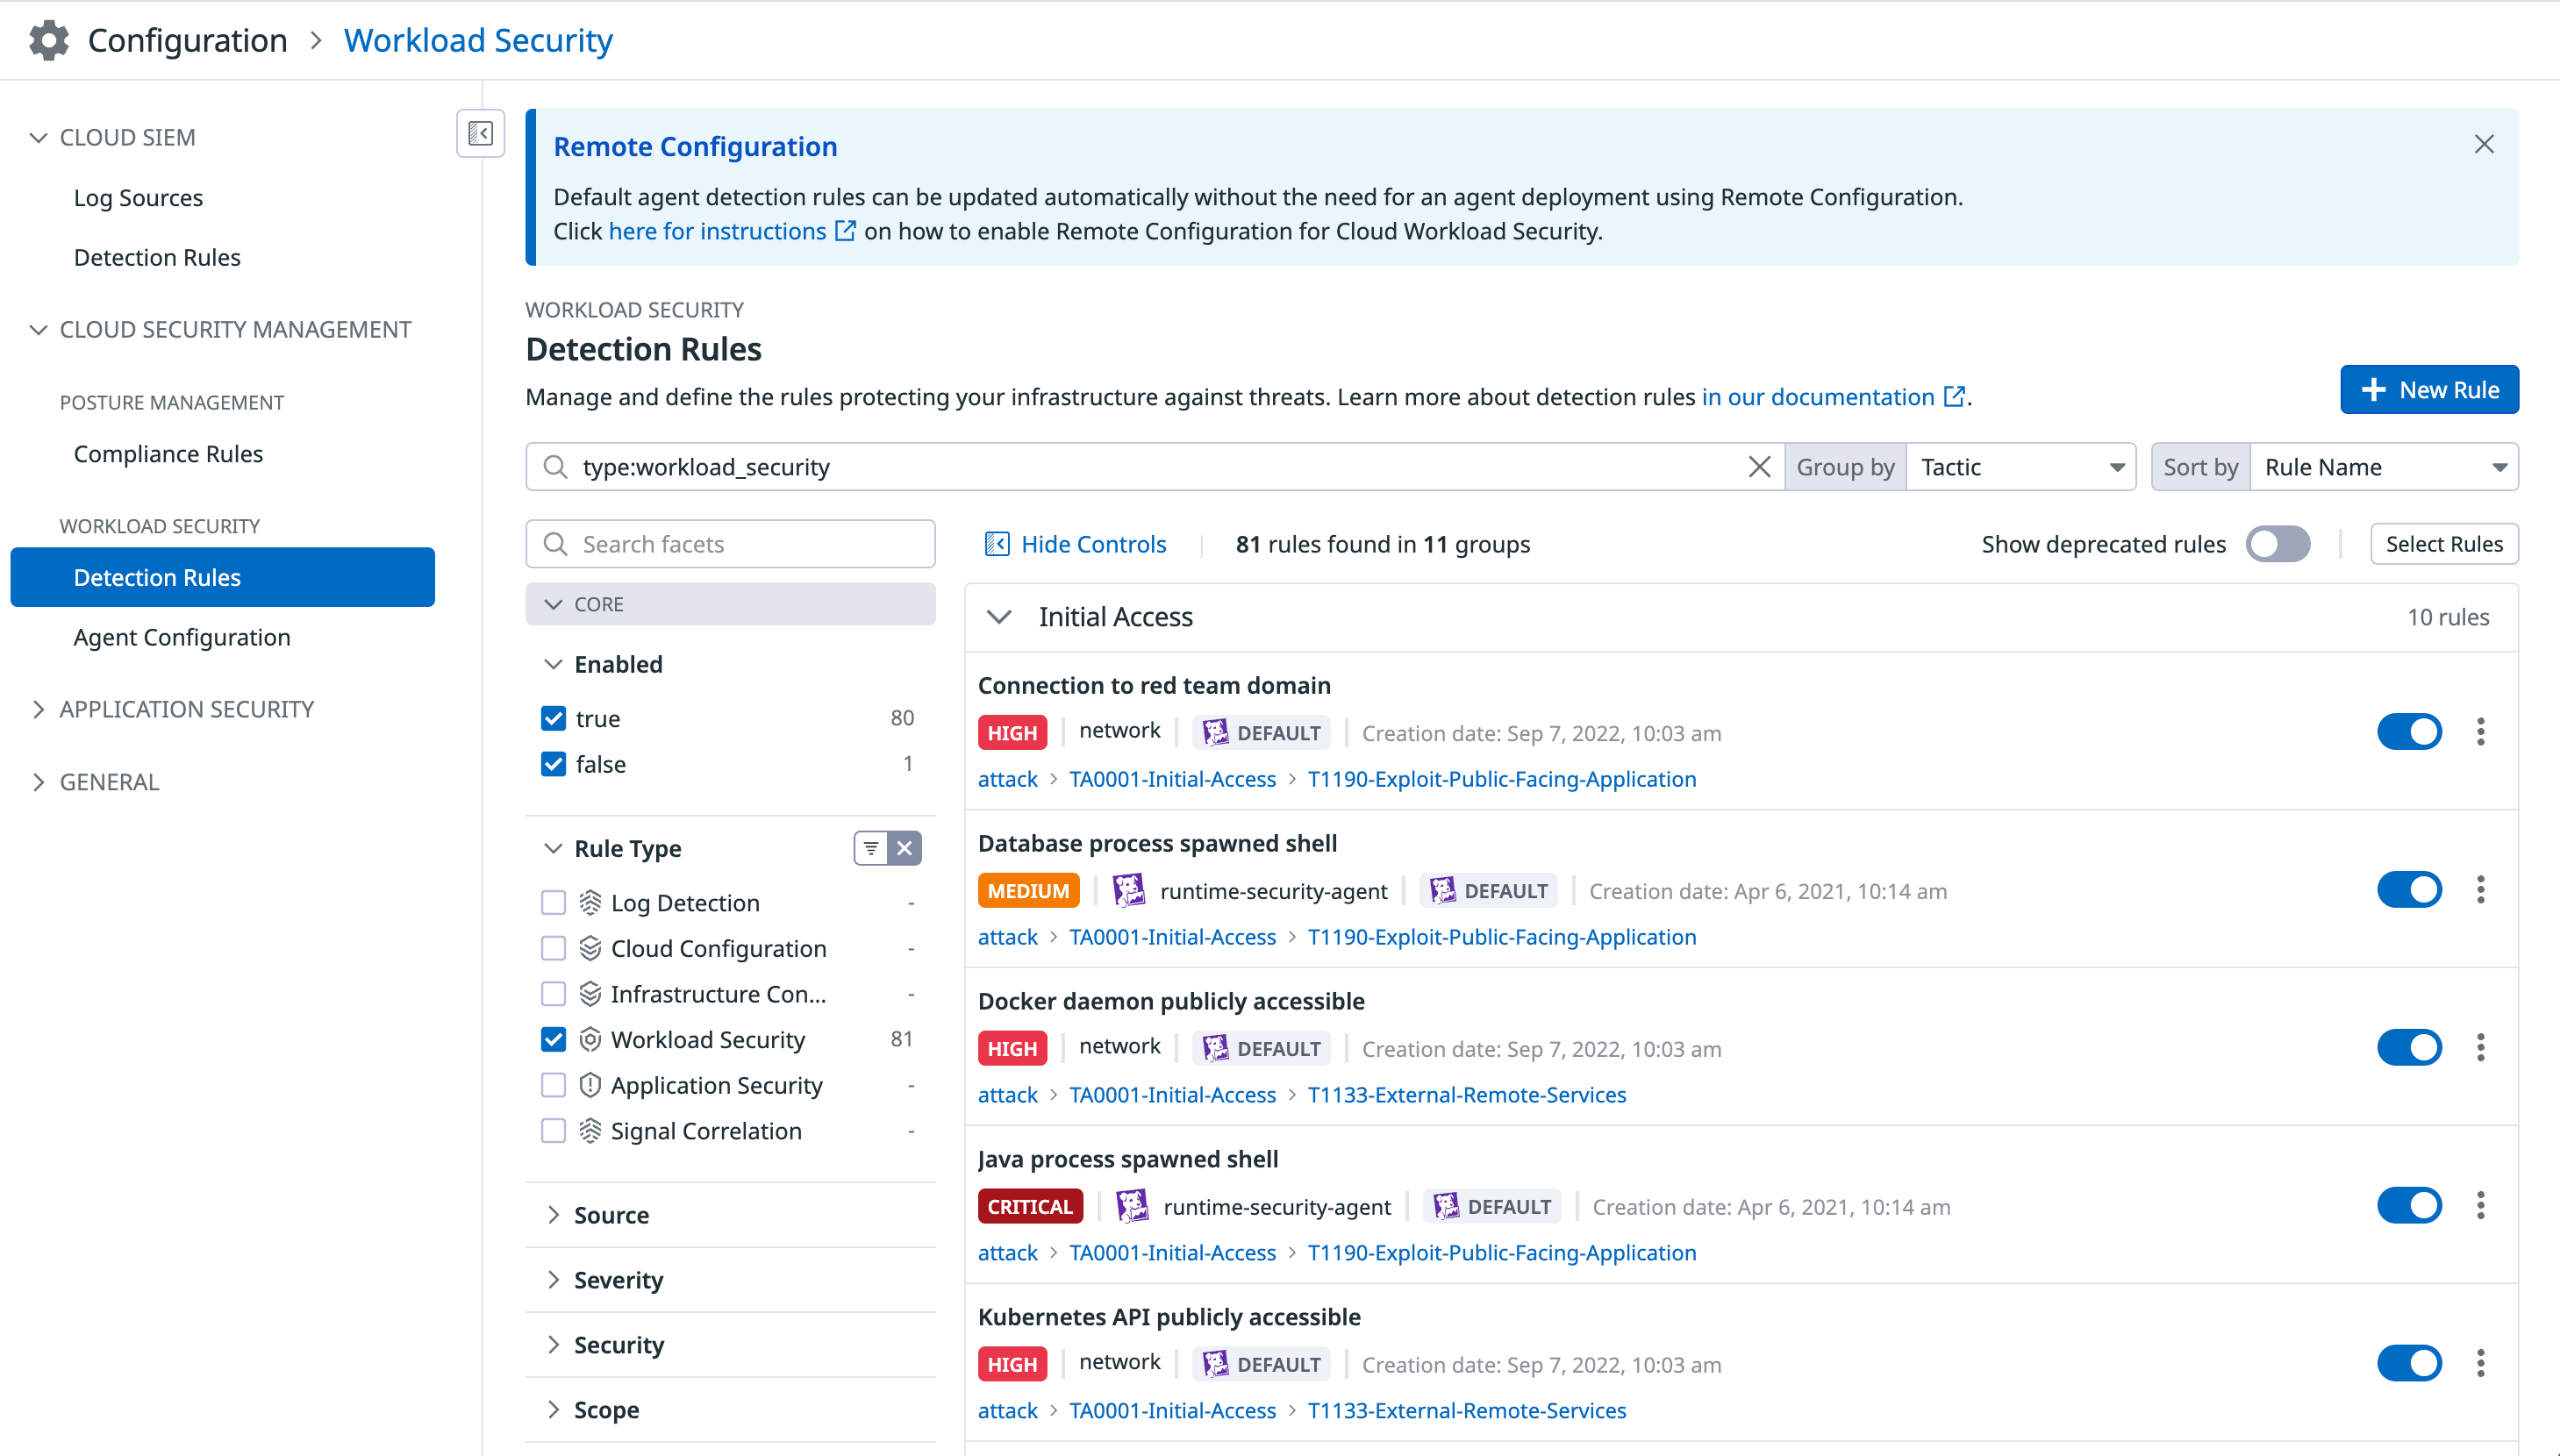 Configuration > Workload Security
CLOUD SIEM
Log Sources
Detection Rules
CLOUD SECURITY MANAGEMENT
POSTURE MANAGEMENT
Compliance Rules
WORKLOAD SECURITY
Detection Rules
Agent Configuration
APPLICATION SECURITY
GENERAL
Remote Configuration
Default agent detection rules can be updated automatically without the need for an agent deployment using Remote Configuration.
Click here for instructions on how to enable Remote Configuration for Cloud Workload Security.
WORKLOAD SECURITY
Detection Rules
Manage and define the rules protecting your infrastructure against threats. Learn more about detection rules in our documentation.
New Rule
type:workload_security Group by Tactic Sort by Rule Name
Search facets
CORE
Enabled
true 80
false 1
Rule Type
Log Detection -
Cloud Configuration -
Infrastructure Con... -
Workload Security 81
Application Security -
Signal Correlation -
Source
Severity
Security
Scope
Hide Controls 81 rules found in 11 groups Show deprecated rules Select Rules
Initial Access 10 rules
Connection to red team domain
HIGH network DEFAULT Creation date: Sep 7, 2022, 10:03 am
attack > TA0001-Initial-Access > T1190-Exploit-Public-Facing-Application
Database process spawned shell
MEDIUM runtime-security-agent DEFAULT Creation date: Apr 6, 2021, 10:14 am
attack > TA0001-Initial-Access > T1190-Exploit-Public-Facing-Application
Docker daemon publicly accessible
HIGH network DEFAULT Creation date: Sep 7, 2022, 10:03 am
attack > TA0001-Initial-Access > T1133-External-Remote-Services
Java process spawned shell
CRITICAL runtime-security-agent DEFAULT Creation date: Apr 6, 2021, 10:14 am
attack > TA0001-Initial-Access > T1190-Exploit-Public-Facing-Application
Kubernetes API publicly accessible
HIGH network DEFAULT Creation date: Sep 7, 2022, 10:03 am
attack > TA0001-Initial-Access > T1133-External-Remote-Services